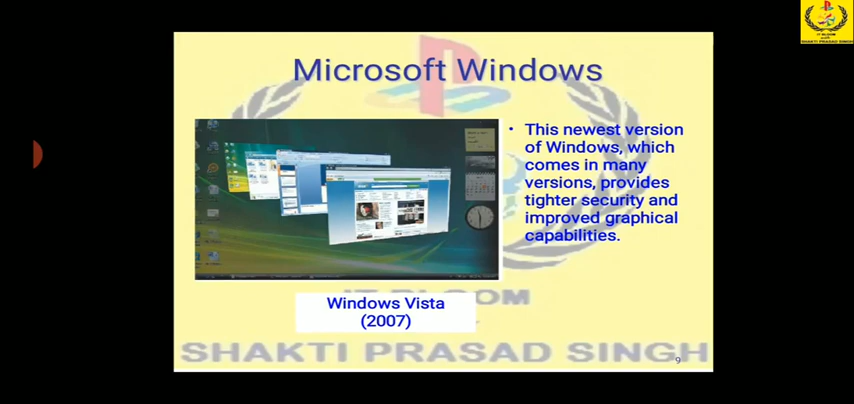 IT BLOOM
SHAKTI PRASAD SINGH
Microsoft Windows
• This newest version
of Windows, which
comes in many
versions, provides
tighter security and
improved graphical
capabilities.
Windows Vista
(2007)
SHAKTI PRASAD SINGH
9